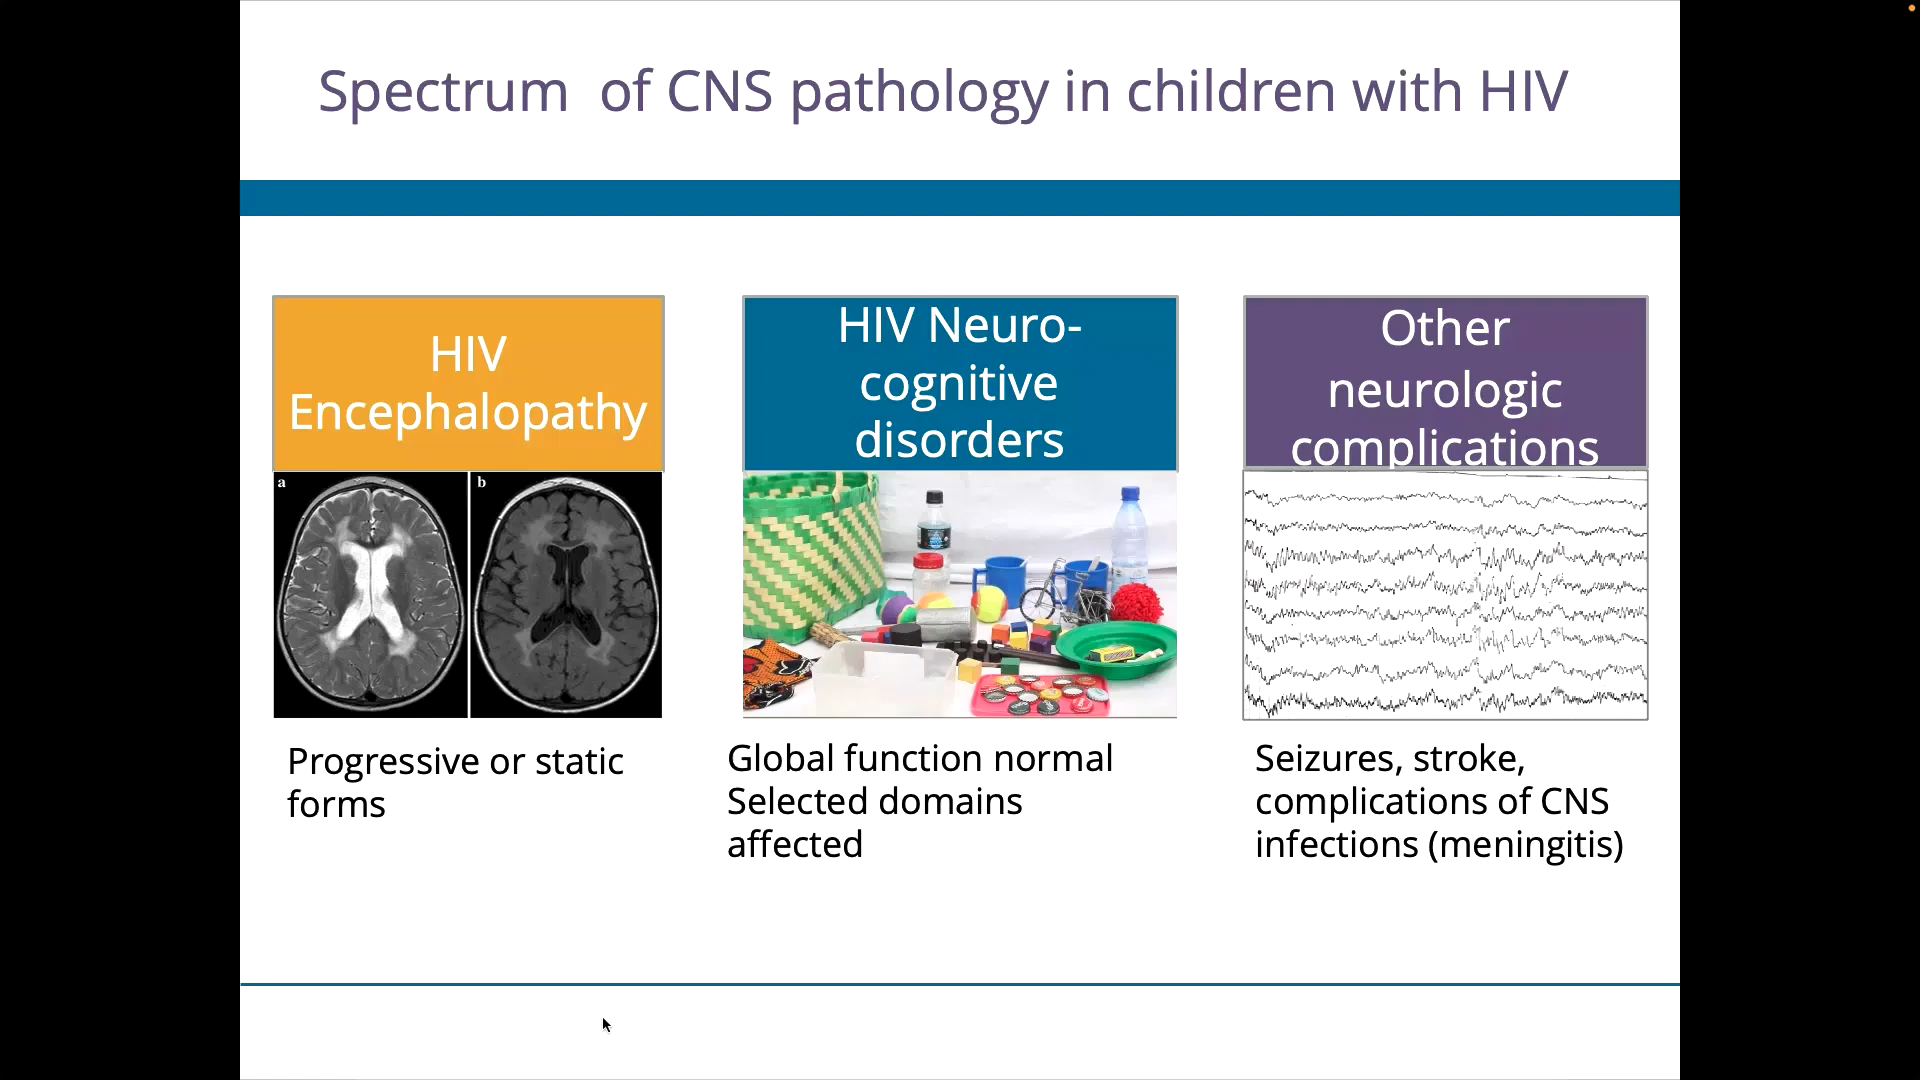 Spectrum of CNS pathology in children with HIV
HIV
Encephalopathy
HIV Neuro-
cognitive
disorders
Other
neurologic
complications
a
b
Progressive or static
forms
Global function normal
Selected domains
affected
Seizures, stroke,
complications of CNS
infections (meningitis)